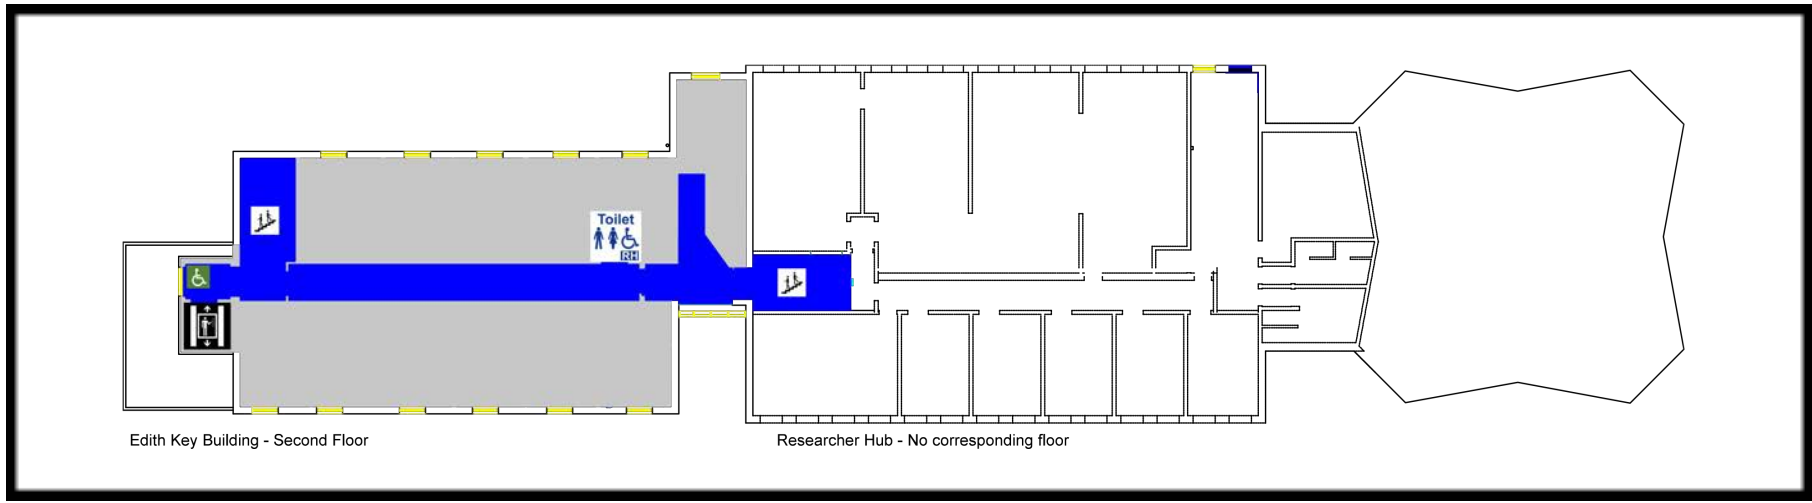 Toilet
RH
Edith Key Building - Second Floor
Researcher Hub - No corresponding floor